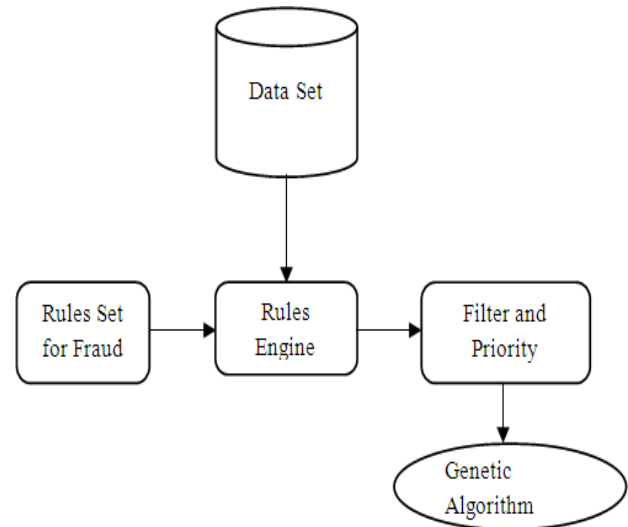 Data Set
Rules Set
for Fraud
Rules
Engine
Filter and
Priority
Genetic
Algorithm